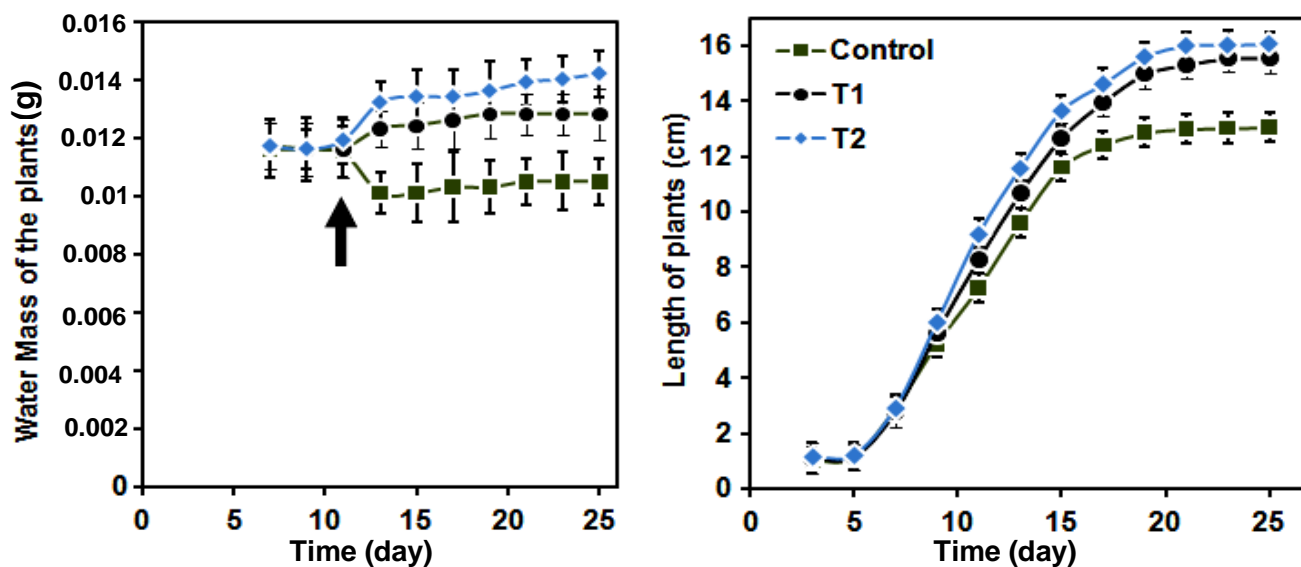 Water Mass of the plants (g)
0.016
0.014
0.012
0.01
0.008
0.006
0.004
0.002
0
0 5 10 15 20 25
Time (day)
Length of plants (cm)
16
14
12
10
8
6
4
2
0
Control
T1
T2
0 5 10 15 20 25
Time (day)